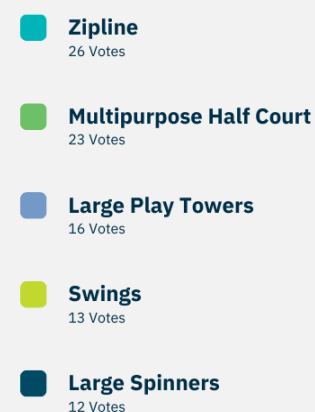 Zipline
26 Votes
Multipurpose Half Court
23 Votes
Large Play Towers
16 Votes
Swings
13 Votes
Large Spinners
12 Votes